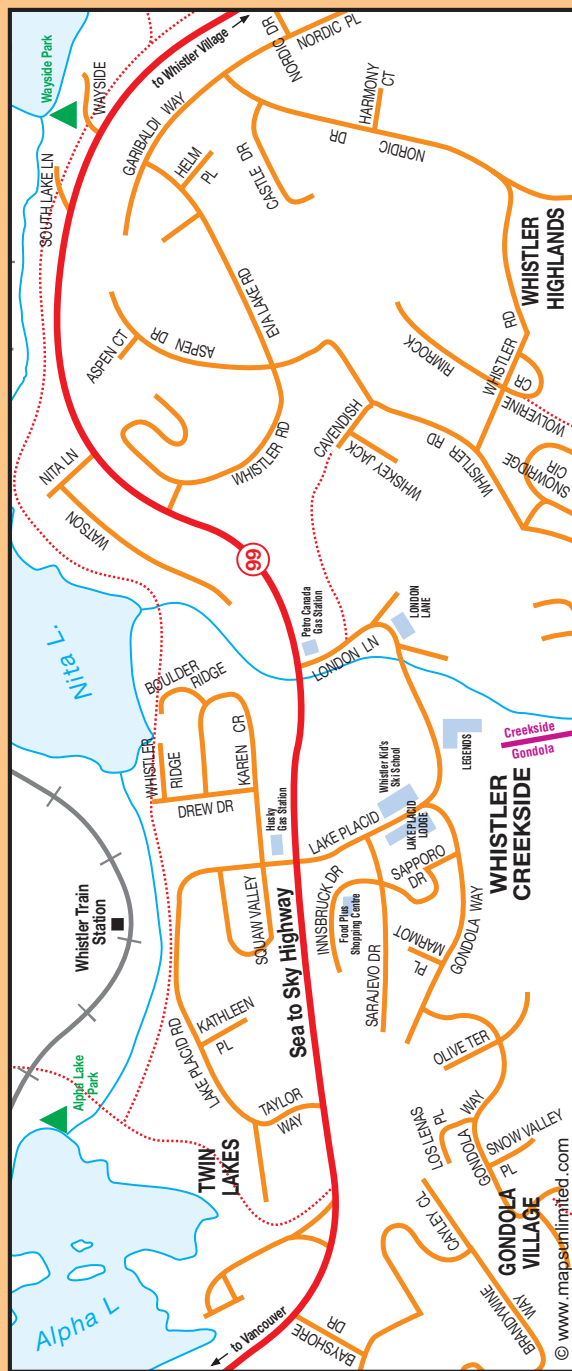 Wayside Park
WAYSIDE
to Whistler Village
NORDIC DR
NORDIC PL
SOUTH LAKE LN
GARIBALDI WAY
HELM
PL
CASTLE DR
HARMONY
CT
NORDIC
DR
WHISTLER
HIGHLANDS
EVA LAKE RD
ASPEN CT
ASPEN DR
RIMROCK
WHISTLER RD
WOLVERINE
CR
CAVENDISH
WHISKEY JACK
WHISTLER RD
SNOWRIDGE
CIR
NITA LN
WATSON
WHISTLER RD
99
Nita L.
Petro Canada
Gas Station
LONDON LN
LONDON
LANE
BOULDER
RIDGE
WHISTLER
RIDGE
KAREN CR
DREW DR
Husky
Gas Station
LAKE PLACID
Whistler Kid's
Ski School
LEGENDS
Creekside
Gondola
LAKE PLACID
LODGE
WHISTLER
CREEKSIDE
Whistler Train
Station
SQUAW VALLEY
INNSBRUCK DR
Food Plus
Shopping Centre
SAPPORO
DR
SARAJEVO DR
MARMOT
PL
GONDOLA WAY
Sea to Sky Highway
Alpha Lake
Park
LAKE PLACID RD
KATHLEEN
PL
TAYLOR
WAY
TWIN
LAKES
OLIVE TER
LOS LENAS
PL
GONDOLA WAY
SNOW VALLEY
PL
GONDOLA
VILLAGE
CAYLEY CL
BRANDYWINE
WAY
Alpha L
to Vancouver
BAYSHORE
DR
© www.mapsunlimited.com